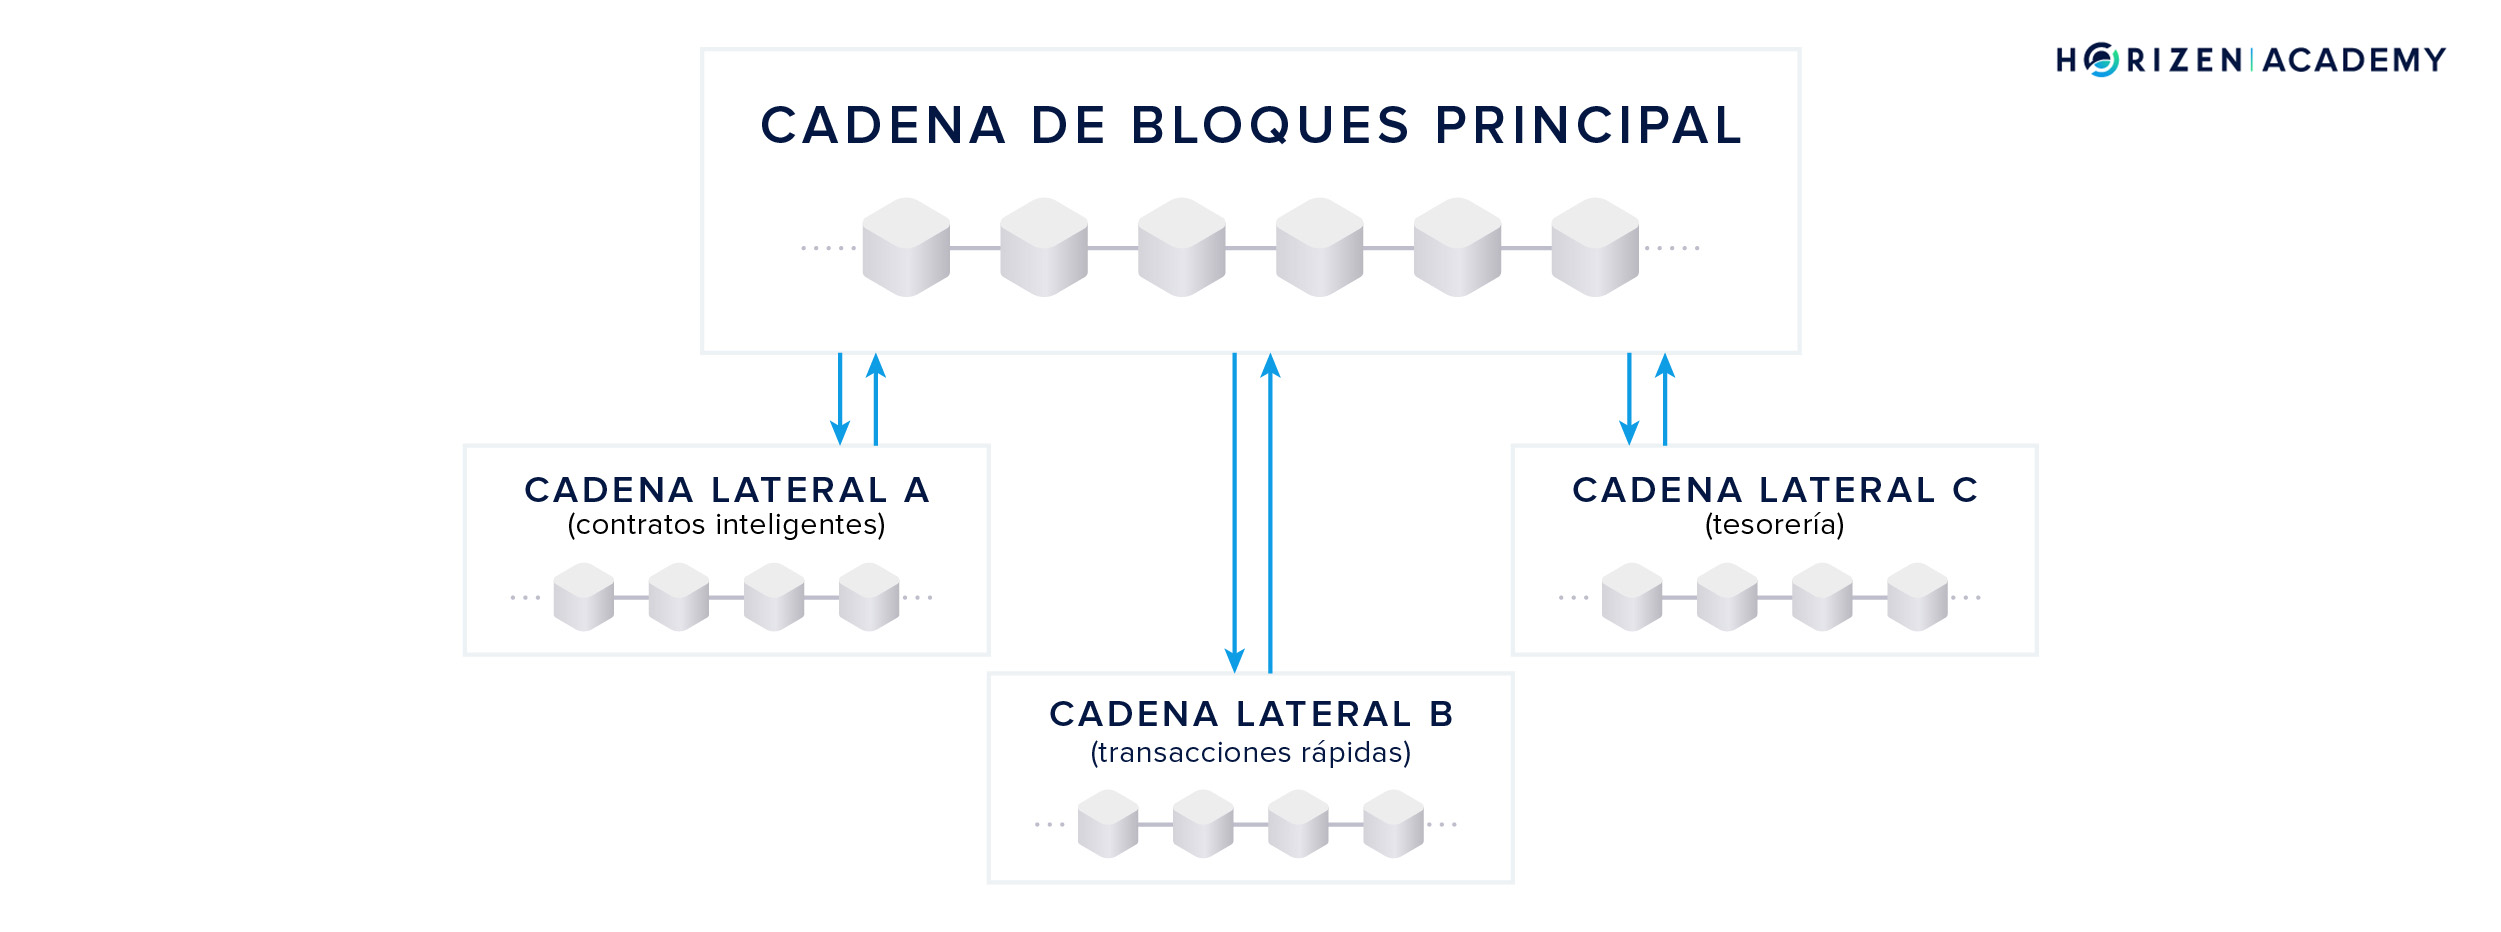 HORIZEN ACADEMY
CADENA DE BLOQUES PRINCIPAL
CADENA LATERAL A
(contratos inteligentes)
CADENA LATERAL C
(tesorería)
CADENA LATERAL B
(transacciones rápidas)